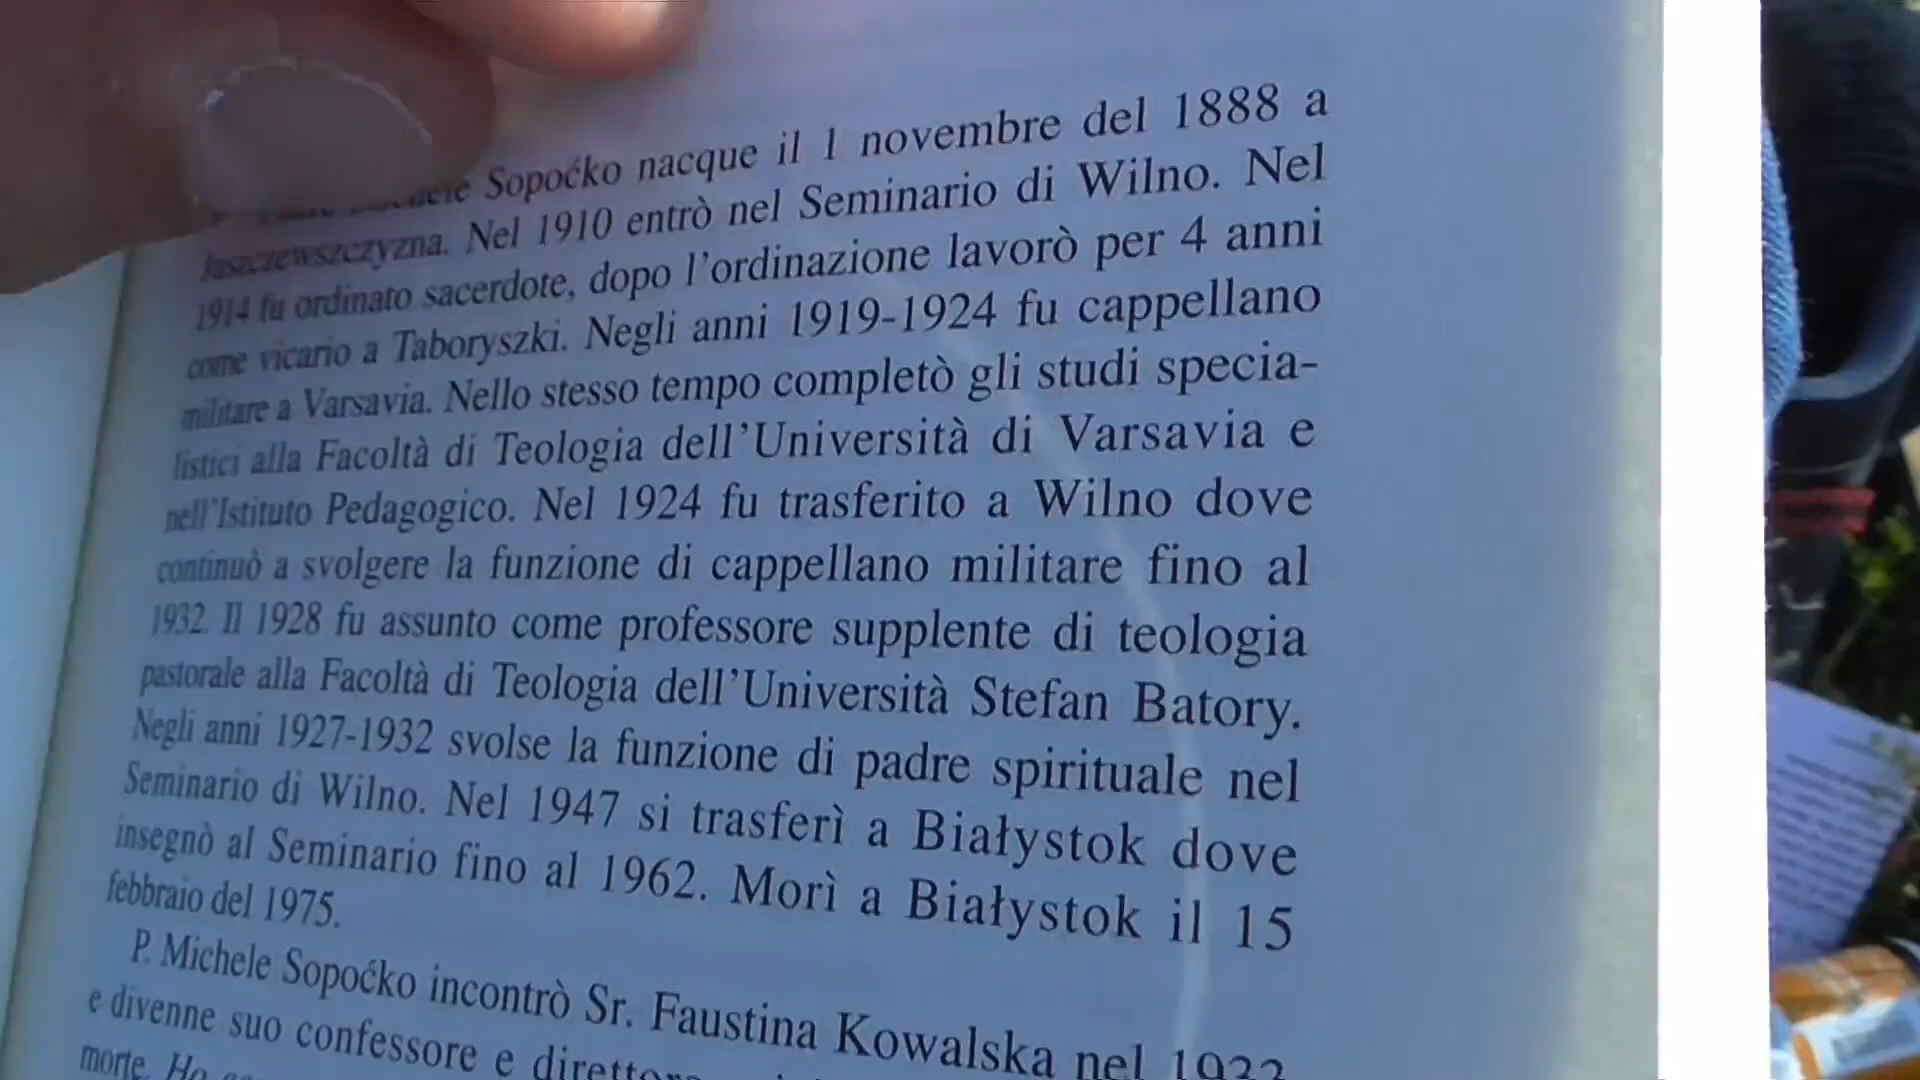 Sopoćko nacque il 1 novembre del 1888 a
Juszczewszczyzna. Nel 1910 entrò nel Seminario di Wilno. Nel
1914 fu ordinato sacerdote, dopo l'ordinazione lavorò per 4 anni
come vicario a Taboryszki. Negli anni 1919-1924 fu cappellano
militare a Varsavia. Nello stesso tempo completò gli studi specia-
listici alla Facoltà di Teologia dell'Università di Varsavia e
nell'Istituto Pedagogico. Nel 1924 fu trasferito a Wilno dove
continuò a svolgere la funzione di cappellano militare fino al
1932. Il 1928 fu assunto come professore supplente di teologia
pastorale alla Facoltà di Teologia dell'Università Stefan Batory.
Negli anni 1927-1932 svolse la funzione di padre spirituale nel
Seminario di Wilno. Nel 1947 si trasferì a Białystok dove
insegnò al Seminario fino al 1962. Morì a Białystok il 15
febbraio del 1975.
P. Michele Sopoćko incontrò Sr. Faustina Kowalska nel
e divenne suo confessore e
morte. Ho